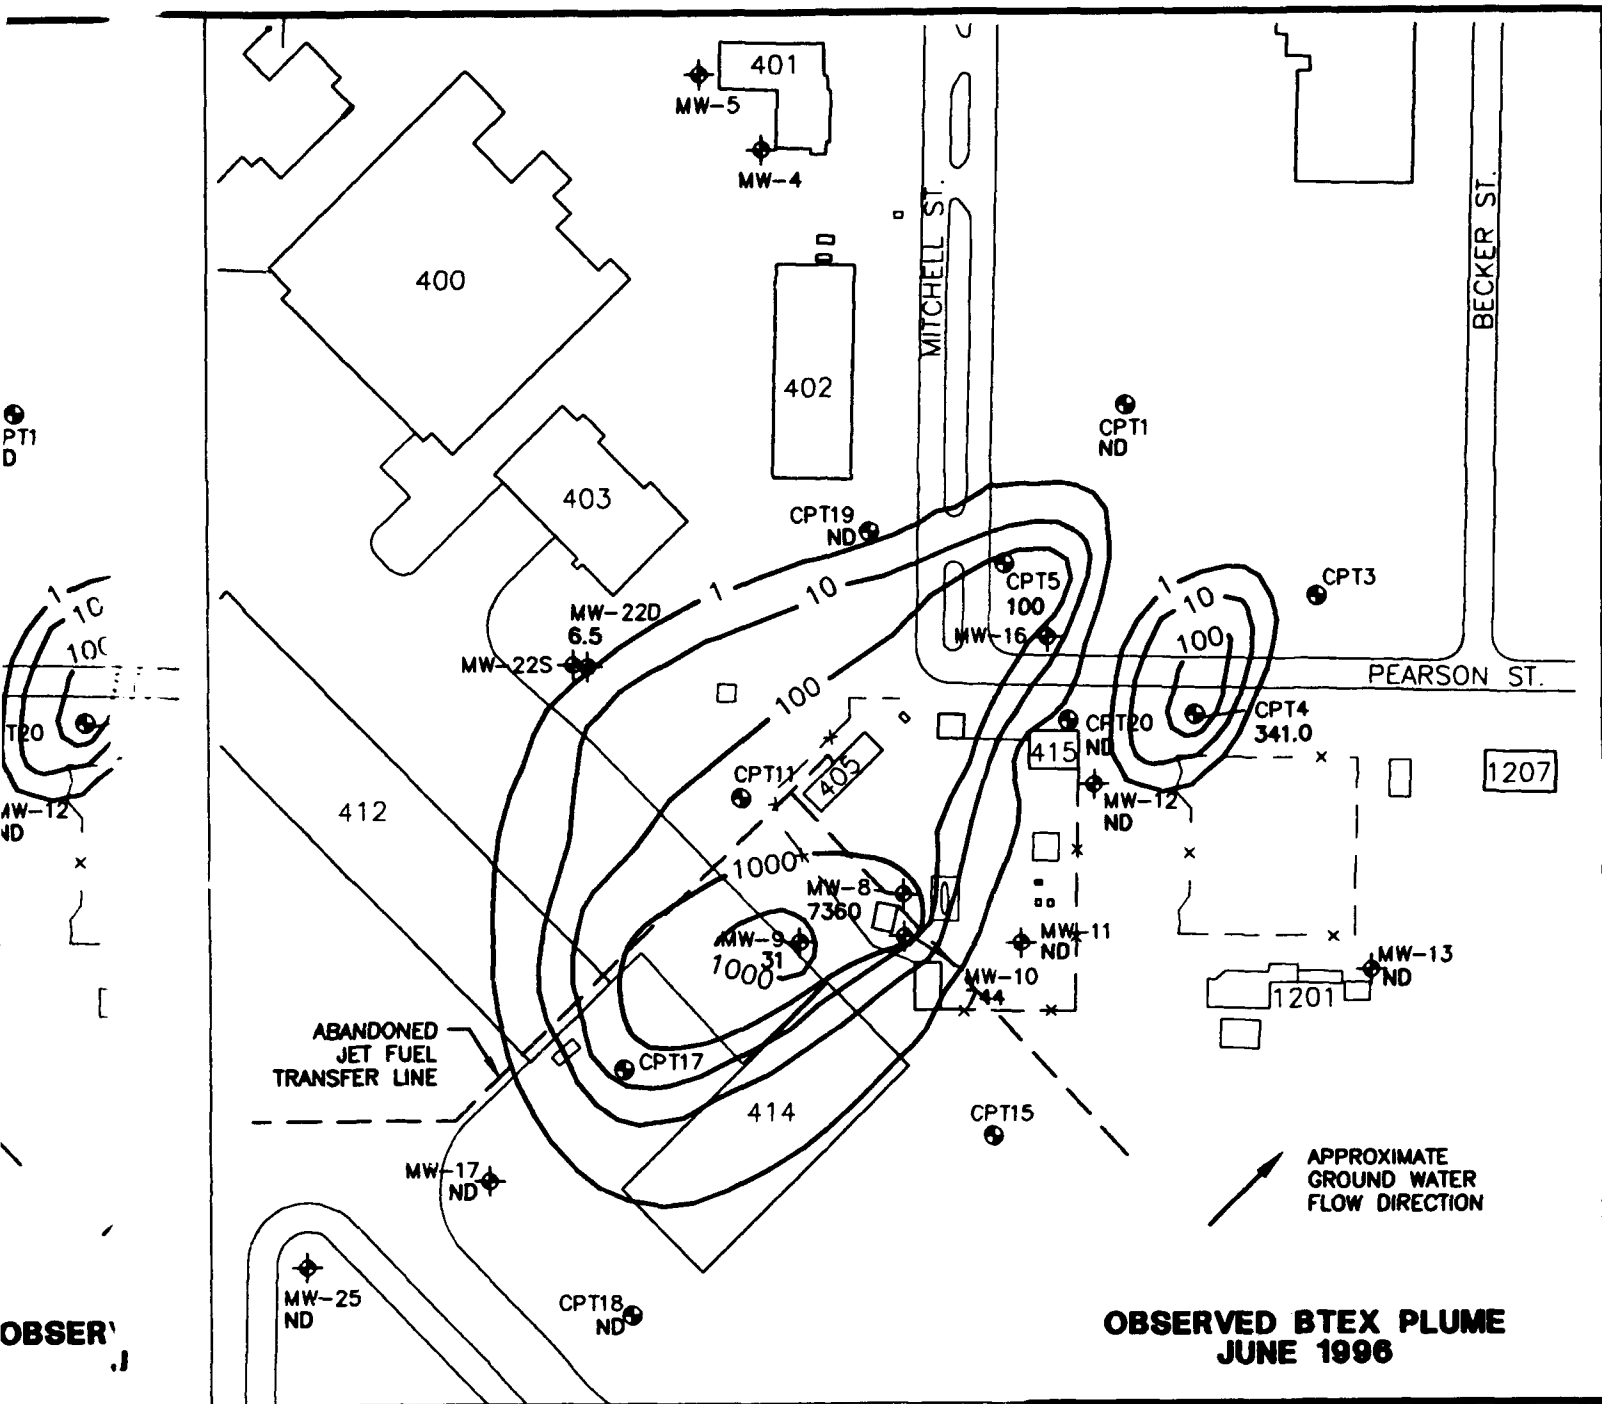 401
MW-5
MW-4
MITCHELL ST.
BECKER ST.
400
402
PT1
D
CPT1
ND
403
CPT19
ND
1
10
100
CPT5
100
CPT3
1
10
100
1
10
100
MW-22D
6.5
MW-22S
MW-16
PEARSON ST.
T20
CPT20
ND
CPT4
341.0
415
1207
405
CPT11
412
MW-12
ND
MW-12
ND
1000
MW-8
7360
MW-9
31
1000
MW-11
ND
MW-10
MW-13
ND
1201
ABANDONED
JET FUEL
TRANSFER LINE
CPT17
414
CPT15
APPROXIMATE
GROUND WATER
FLOW DIRECTION
MW-17
ND
MW-25
ND
CPT18
ND
OBSER
OBSERVED BTEX PLUME
JUNE 1996